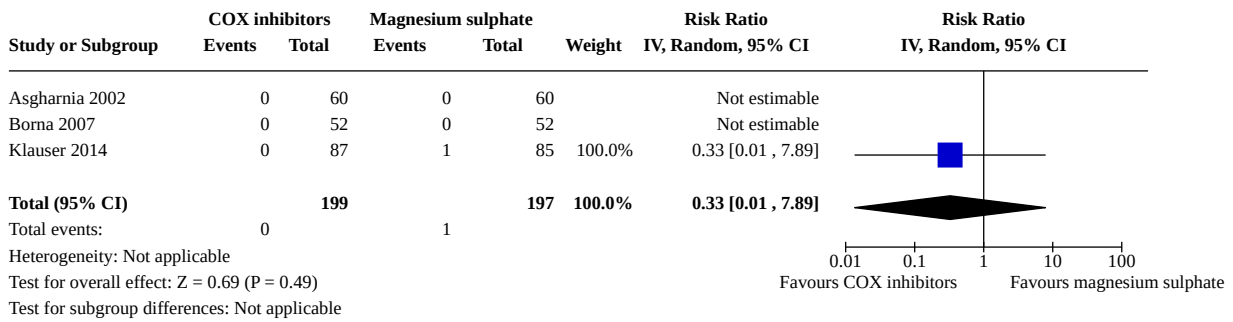 COX inhibitors Magnesium sulphate Risk Ratio Risk Ratio
Study or Subgroup Events Total Events Total Weight IV, Random, 95% CI IV, Random, 95% CI
Asgharnia 2002 0 60 0 60 Not estimable
Borna 2007 0 52 0 52 Not estimable
Klauser 2014 0 87 1 85 100.0% 0.33 [0.01 , 7.89]
Total (95% CI) 199 197 100.0% 0.33 [0.01 , 7.89]
Total events: 0 1
Heterogeneity: Not applicable
0.01 0.1 1 10 100
Test for overall effect: Z = 0.69 (P = 0.49) Favours COX inhibitors Favours magnesium sulphate
Test for subgroup differences: Not applicable